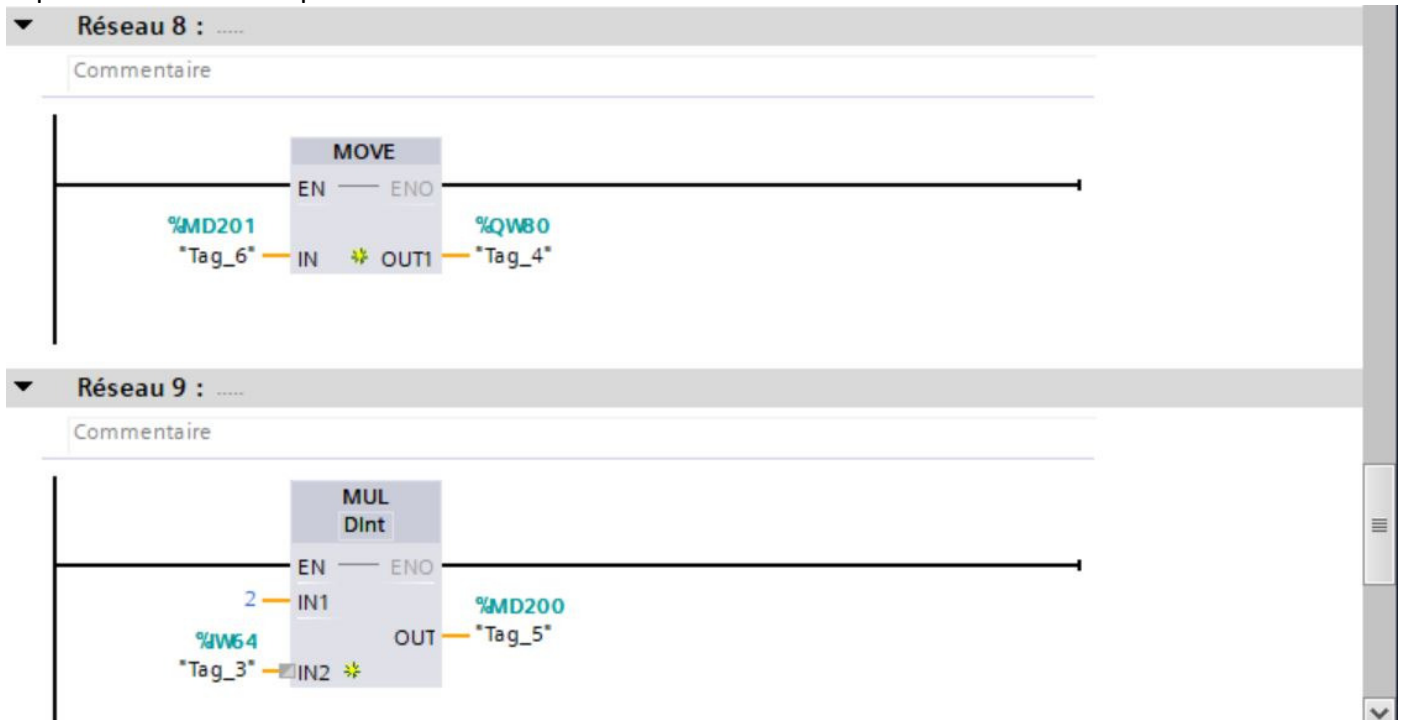 Réseau 8 : .....
Commentaire
MOVE
EN ENO
%MD201 %QW80
"Tag_6" IN OUT1 "Tag_4"
Réseau 9 : .....
Commentaire
MUL
DInt
EN ENO
2 IN1
%MD200
%IW64 OUT "Tag_5"
"Tag_3" IN2